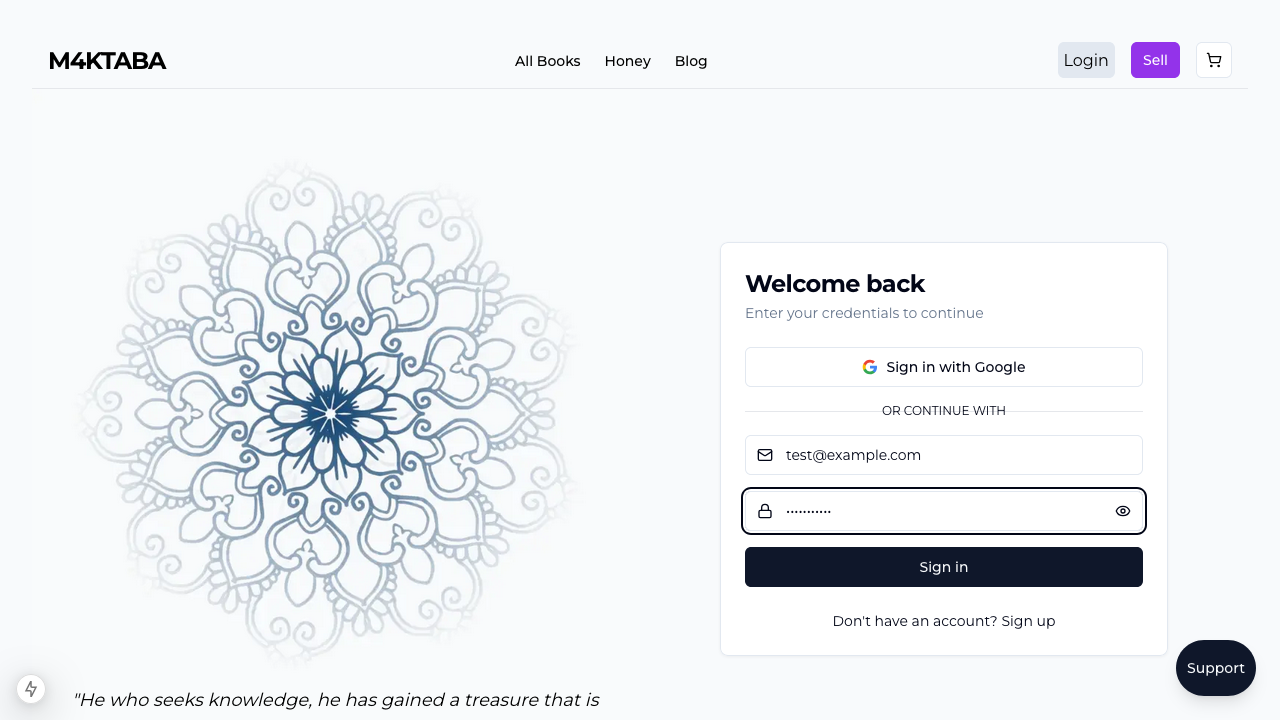 M4KTABA
All Books
Honey
Blog
Login
Sell
Welcome back
Enter your credentials to continue
Sign in with Google
OR CONTINUE WITH
test@example.com
···········
Sign in
Don't have an account? Sign up
Support
"He who seeks knowledge, he has gained a treasure that is